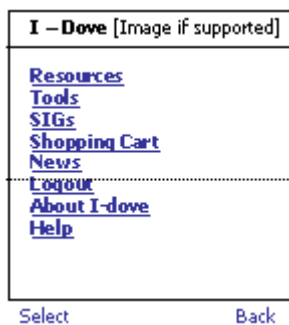 I – Dove [Image if supported]
Resources
Tools
SIGs
Shopping Cart
News
Logout
About I-dove
Help
Select Back